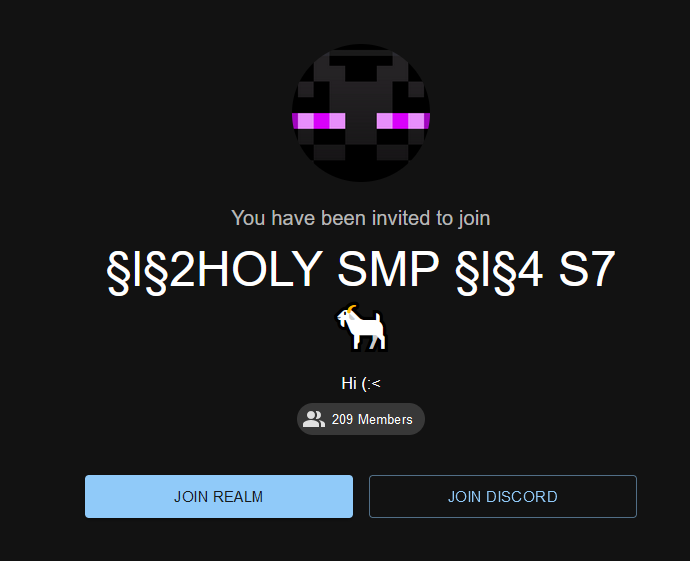 You have been invited to join
§l§2HOLY SMP §l§4 S7
🐐
Hi (:<
209 Members
JOIN REALM
JOIN DISCORD